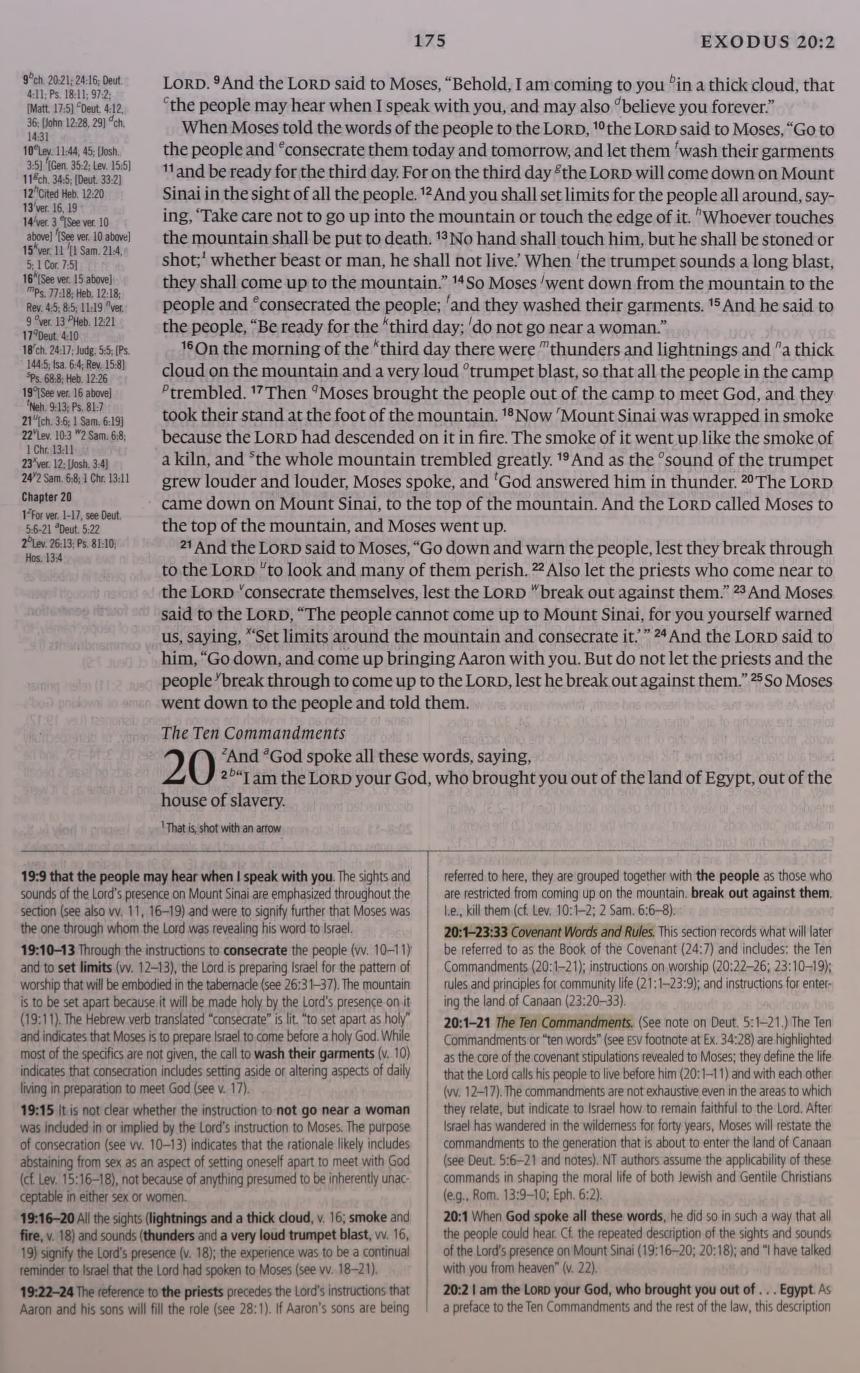 175
EXODUS 20:2
9 b ch. 20:21; 24:16; Deut.
4:11; Ps. 18:11; 97:2;
[Matt. 17:5] c Deut. 4:12,
36; [John 12:28, 29] d ch.
14:31
10 e Lev. 11:44, 45; [Josh.
3:5] f [Gen. 35:2; Lev. 15:5]
11 g ch. 34:5; [Deut. 33:2]
12 h Cited Heb. 12:20
13 i ver. 16, 19
14 j ver. 3 e [See ver. 10
above] f [See ver. 10 above]
15 k ver. 11 l [1 Sam. 21:4,
5; 1 Cor. 7:5]
16 k [See ver. 15 above]
m Ps. 77:18; Heb. 12:18;
Rev. 4:5; 8:5; 11:19 n ver.
9 o ver. 13 p Heb. 12:21
17 q Deut. 4:10
18 r ch. 24:17; Judg. 5:5; [Ps.
144:5; Isa. 6:4; Rev. 15:8]
s Ps. 68:8; Heb. 12:26
19 o [See ver. 16 above]
t Neh. 9:13; Ps. 81:7
21 u [ch. 3:6; 1 Sam. 6:19]
22 v Lev. 10:3 w 2 Sam. 6:8;
1 Chr. 13:11
23 x ver. 12; [Josh. 3:4]
24 y 2 Sam. 6:8; 1 Chr. 13:11
Chapter 20
1 z For ver. 1-17, see Deut.
5:6-21 a Deut. 5:22
2 b Lev. 26:13; Ps. 81:10;
Hos. 13:4
LORD. 9 And the LORD said to Moses, “Behold, I am coming to you b in a thick cloud, that
c the people may hear when I speak with you, and may also d believe you forever.”
When Moses told the words of the people to the LORD, 10 the LORD said to Moses, “Go to
the people and e consecrate them today and tomorrow, and let them f wash their garments
11 and be ready for the third day. For on the third day g the LORD will come down on Mount
Sinai in the sight of all the people. 12 And you shall set limits for the people all around, say-
ing, ‘Take care not to go up into the mountain or touch the edge of it. h Whoever touches
the mountain shall be put to death. 13 No hand shall touch him, but he shall be stoned or
shot; 1 whether beast or man, he shall not live.’ When i the trumpet sounds a long blast,
they shall come up to the mountain.” 14 So Moses j went down from the mountain to the
people and e consecrated the people; f and they washed their garments. 15 And he said to
the people, “Be ready for the k third day; l do not go near a woman.”
16 On the morning of the k third day there were m thunders and lightnings and n a thick
cloud on the mountain and a very loud o trumpet blast, so that all the people in the camp
p trembled. 17 Then q Moses brought the people out of the camp to meet God, and they
took their stand at the foot of the mountain. 18 Now r Mount Sinai was wrapped in smoke
because the LORD had descended on it in fire. The smoke of it went up like the smoke of
a kiln, and s the whole mountain trembled greatly. 19 And as the o sound of the trumpet
grew louder and louder, Moses spoke, and t God answered him in thunder. 20 The LORD
came down on Mount Sinai, to the top of the mountain. And the LORD called Moses to
the top of the mountain, and Moses went up.
21 And the LORD said to Moses, “Go down and warn the people, lest they break through
to the LORD u to look and many of them perish. 22 Also let the priests who come near to
the LORD v consecrate themselves, lest the LORD w break out against them.” 23 And Moses
said to the LORD, “The people cannot come up to Mount Sinai, for you yourself warned
us, saying, x ‘Set limits around the mountain and consecrate it.’ ” 24 And the LORD said to
him, “Go down, and come up bringing Aaron with you. But do not let the priests and the
people y break through to come up to the LORD, lest he break out against them.” 25 So Moses
went down to the people and told them.
The Ten Commandments
20 z And a God spoke all these words, saying,
2 b “I am the LORD your God, who brought you out of the land of Egypt, out of the
house of slavery.
1 That is, shot with an arrow
19:9 that the people may hear when I speak with you. The sights and
sounds of the Lord’s presence on Mount Sinai are emphasized throughout the
section (see also vv. 11, 16–19) and were to signify further that Moses was
the one through whom the Lord was revealing his word to Israel.
19:10–13 Through the instructions to consecrate the people (vv. 10–11)
and to set limits (vv. 12–13), the Lord is preparing Israel for the pattern of
worship that will be embodied in the tabernacle (see 26:31–37). The mountain
is to be set apart because it will be made holy by the Lord’s presence on it
(19:11). The Hebrew verb translated “consecrate” is lit. “to set apart as holy”
and indicates that Moses is to prepare Israel to come before a holy God. While
most of the specifics are not given, the call to wash their garments (v. 10)
indicates that consecration includes setting aside or altering aspects of daily
living in preparation to meet God (see v. 17).
19:15 It is not clear whether the instruction to not go near a woman
was included in or implied by the Lord’s instruction to Moses. The purpose
of consecration (see vv. 10–13) indicates that the rationale likely includes
abstaining from sex as an aspect of setting oneself apart to meet with God
(cf. Lev. 15:16–18), not because of anything presumed to be inherently unac-
ceptable in either sex or women.
19:16–20 All the sights (lightnings and a thick cloud, v. 16; smoke and
fire, v. 18) and sounds (thunders and a very loud trumpet blast, vv. 16,
19) signify the Lord’s presence (v. 18); the experience was to be a continual
reminder to Israel that the Lord had spoken to Moses (see vv. 18–21).
19:22–24 The reference to the priests precedes the Lord’s instructions that
Aaron and his sons will fill the role (see 28:1). If Aaron’s sons are being
referred to here, they are grouped together with the people as those who
are restricted from coming up on the mountain. break out against them.
I.e., kill them (cf. Lev. 10:1–2; 2 Sam. 6:6–8).
20:1–23:33 Covenant Words and Rules. This section records what will later
be referred to as the Book of the Covenant (24:7) and includes: the Ten
Commandments (20:1–21); instructions on worship (20:22–26; 23:10–19);
rules and principles for community life (21:1–23:9); and instructions for enter-
ing the land of Canaan (23:20–33).
20:1–21 The Ten Commandments. (See note on Deut. 5:1–21.) The Ten
Commandments or “ten words” (see ESV footnote at Ex. 34:28) are highlighted
as the core of the covenant stipulations revealed to Moses; they define the life
that the Lord calls his people to live before him (20:1–11) and with each other
(vv. 12–17). The commandments are not exhaustive even in the areas to which
they relate, but indicate to Israel how to remain faithful to the Lord. After
Israel has wandered in the wilderness for forty years, Moses will restate the
commandments to the generation that is about to enter the land of Canaan
(see Deut. 5:6–21 and notes). NT authors assume the applicability of these
commands in shaping the moral life of both Jewish and Gentile Christians
(e.g., Rom. 13:9–10; Eph. 6:2).
20:1 When God spoke all these words, he did so in such a way that all
the people could hear. Cf. the repeated description of the sights and sounds
of the Lord’s presence on Mount Sinai (19:16–20; 20:18); and “I have talked
with you from heaven” (v. 22).
20:2 I am the LORD your God, who brought you out of . . . Egypt. As
a preface to the Ten Commandments and the rest of the law, this description